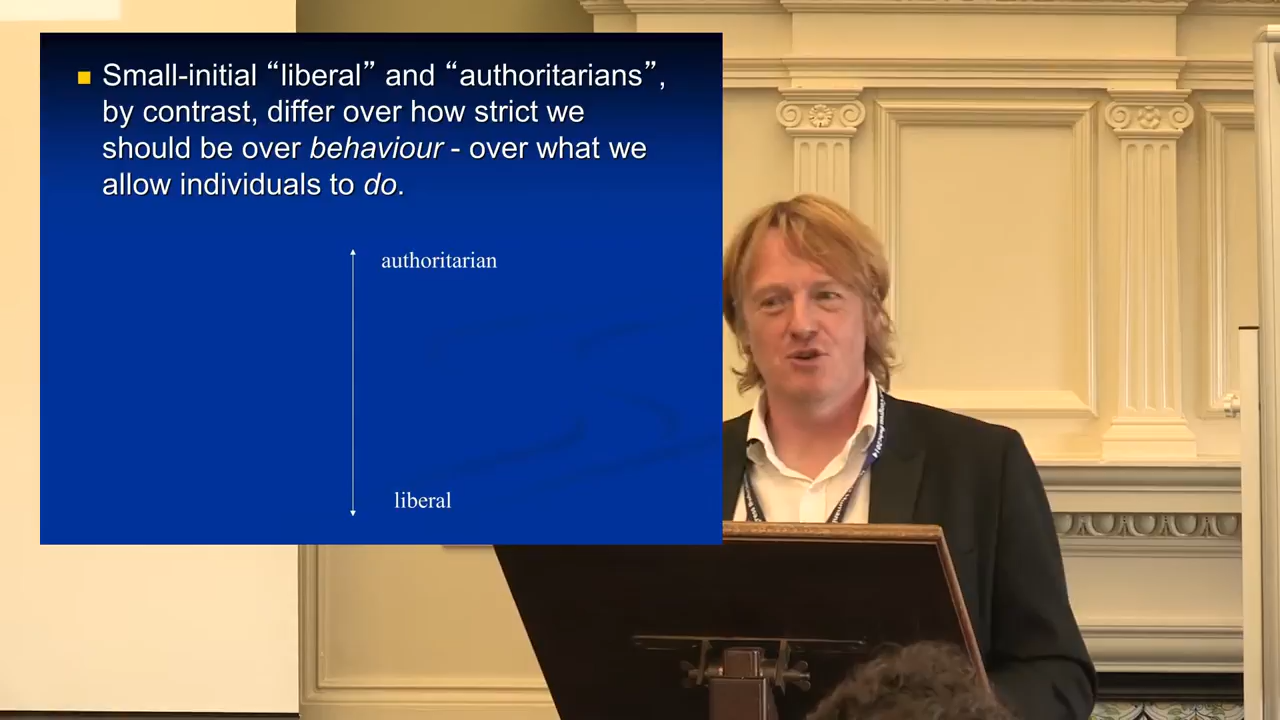 Small-initial “liberal” and “authoritarians”,
by contrast, differ over how strict we
should be over behaviour - over what we
allow individuals to do.
authoritarian
liberal